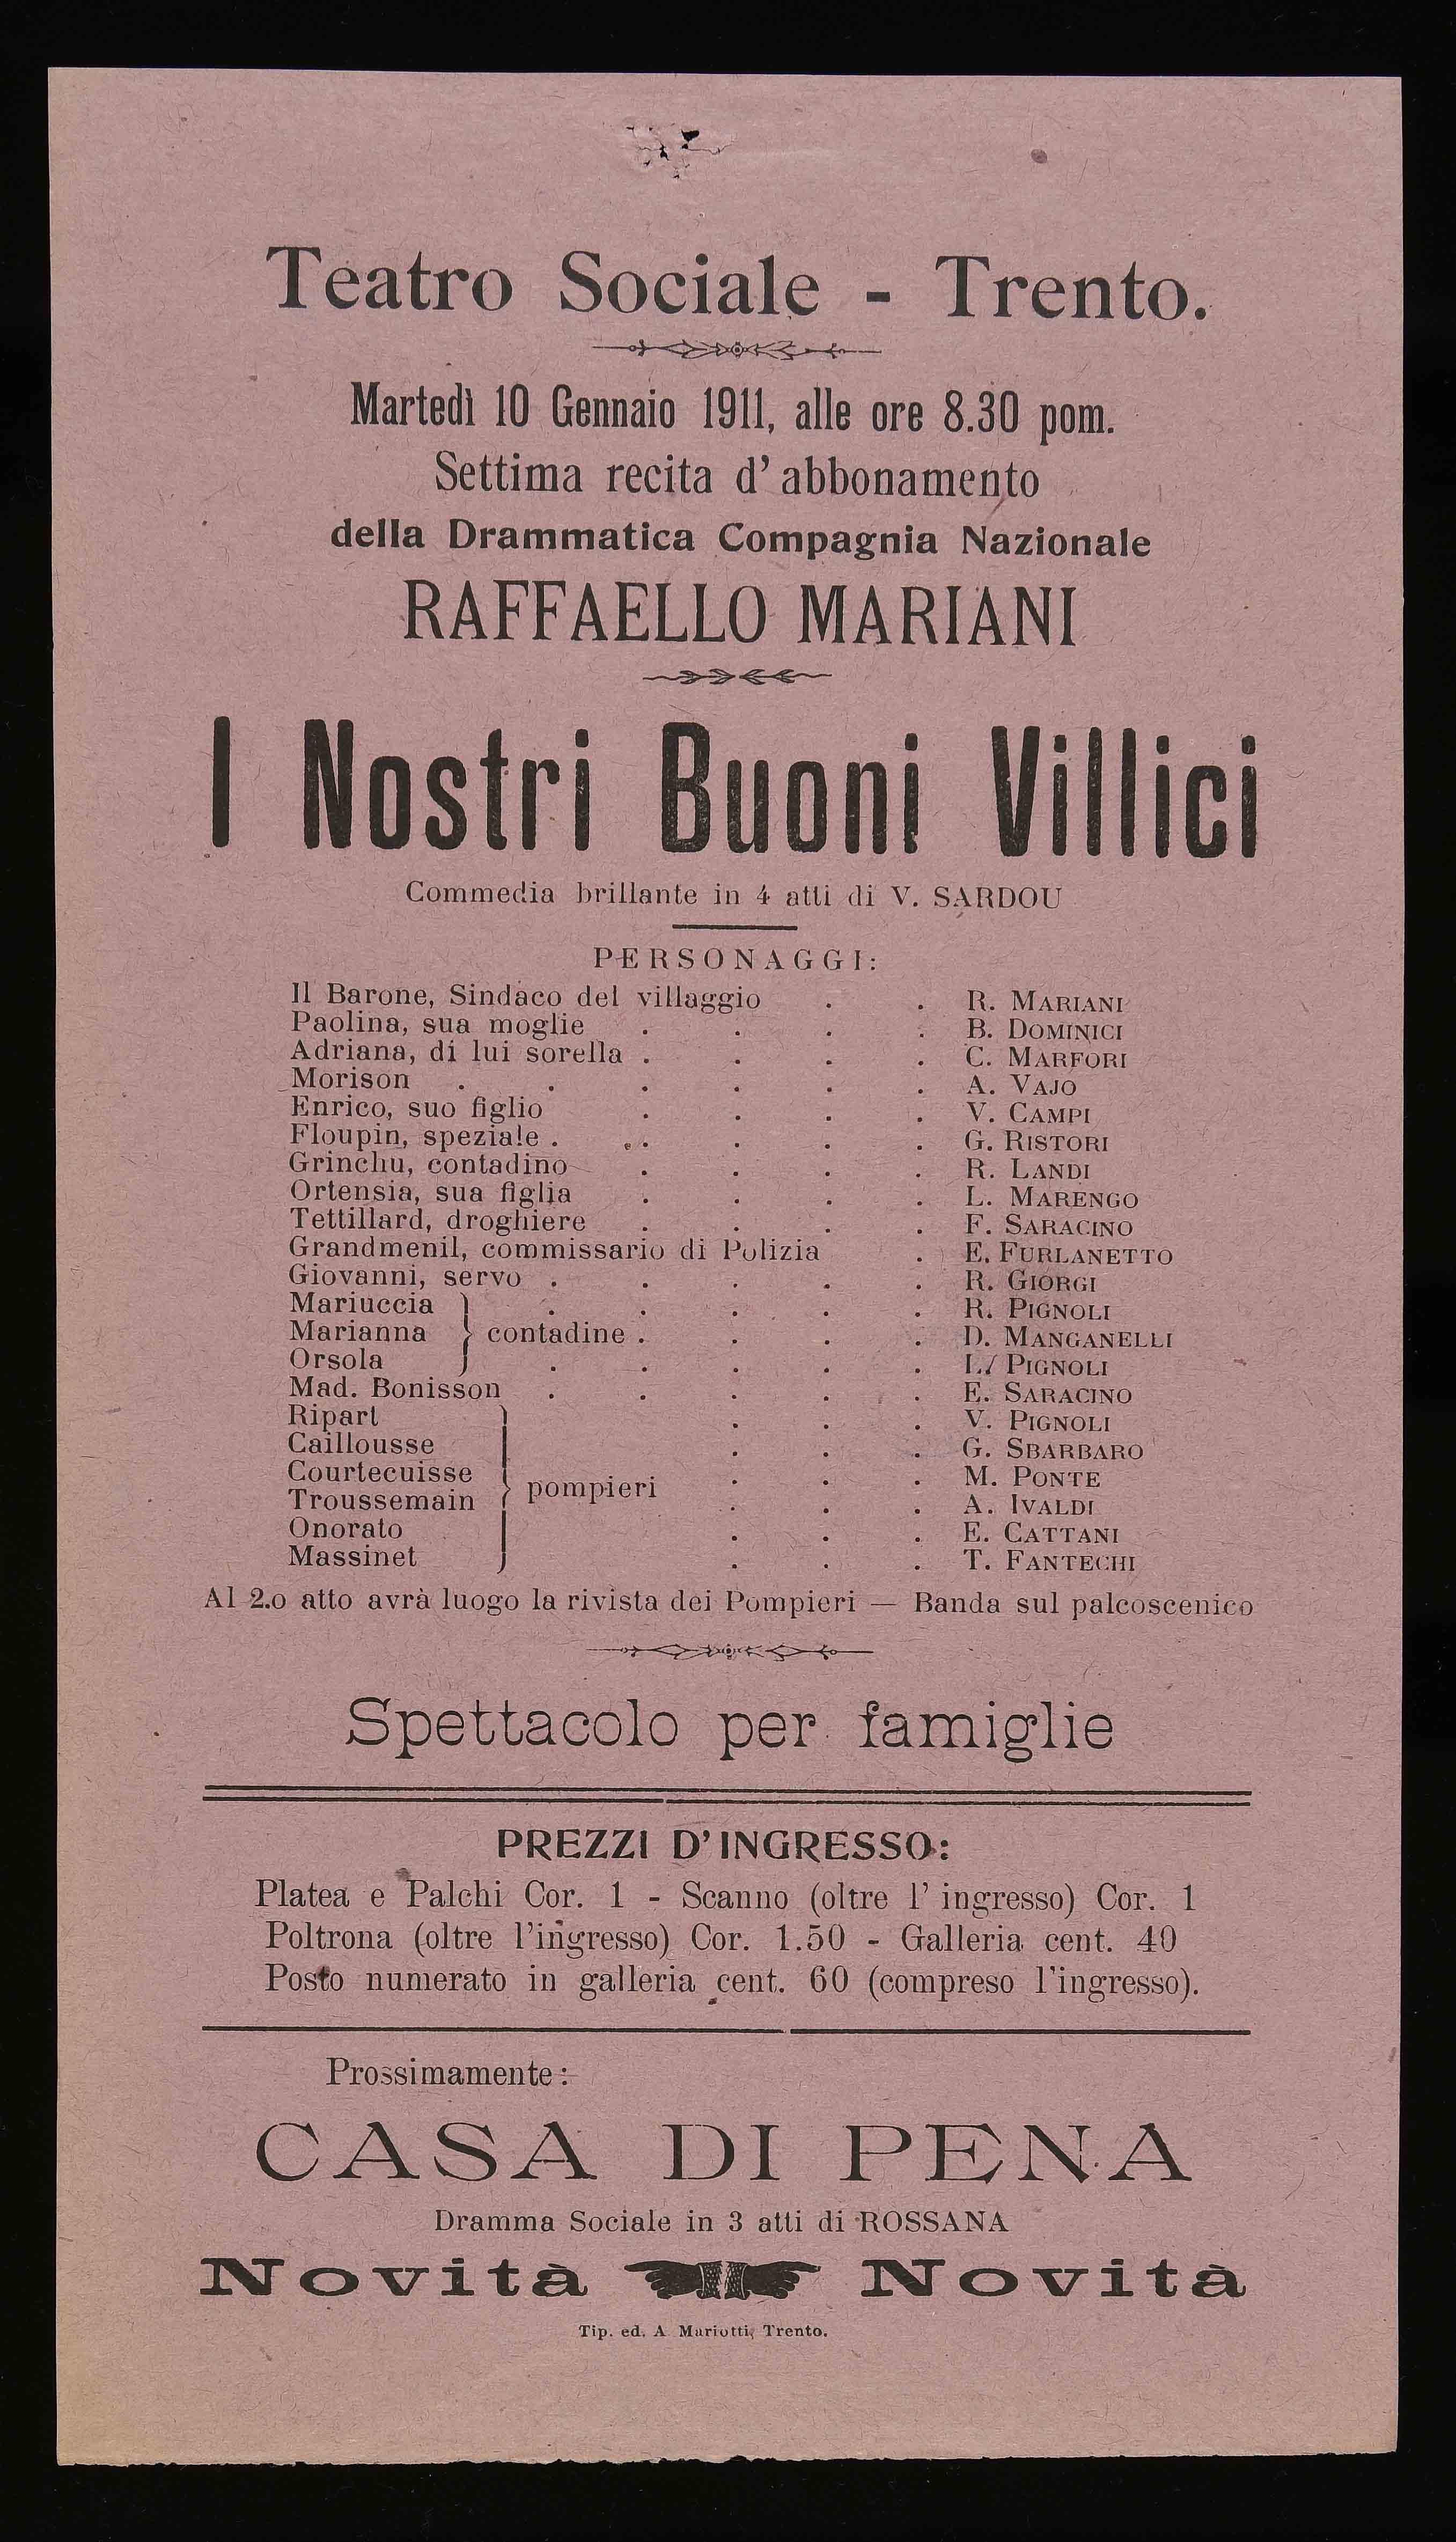 Teatro Sociale - Trento.
Martedì 10 Gennaio 1911, alle ore 8.30 pom.
Settima recita d' abbonamento
della Drammatica Compagnia Nazionale
RAFFAELLO MARIANI
I Nostri Buoni Villici
Commedia brillante in 4 atti di V. SARDOU
PERSONAGGI:
Il Barone, Sindaco del villaggio . . R. MARIANI
Paolina, sua moglie . . . . B. DOMINICI
Adriana, di lui sorella . . . . C. MARFORI
Morison . . . . . . A. VAJO
Enrico, suo figlio . . . . V. CAMPI
Floupin, speziale . . . . . G. RISTORI
Grinchu, contadino . . . . R. LANDI
Ortensia, sua figlia . . . . L. MARENGO
Tettillard, droghiere . . . . F. SARACINO
Grandmenil, commissario di Polizia . E. FURLANETTO
Giovanni, servo . . . . . R. GIORGI
Mariuccia . . . . . R. PIGNOLI
Marianna } contadine . . . . D. MANGANELLI
Orsola . . . . . L. PIGNOLI
Mad. Bonisson . . . . . E. SARACINO
Ripart . . . V. PIGNOLI
Caillousse . . . G. SBARBARO
Courtecuisse . . . M. PONTE
Troussemain } pompieri . . . A. IVALDI
Onorato . . . E. CATTANI
Massinet . . . T. FANTECHI
Al 2.o atto avrà luogo la rivista dei Pompieri — Banda sul palcoscenico
Spettacolo per famiglie
PREZZI D'INGRESSO:
Platea e Palchi Cor. 1 - Scanno (oltre l' ingresso) Cor. 1
Poltrona (oltre l'ingresso) Cor. 1.50 - Galleria cent. 40
Posto numerato in galleria cent. 60 (compreso l'ingresso).
Prossimamente:
CASA DI PENA
Dramma Sociale in 3 atti di ROSSANA
Novità Novità
Tip. ed. A. Mariotti, Trento.